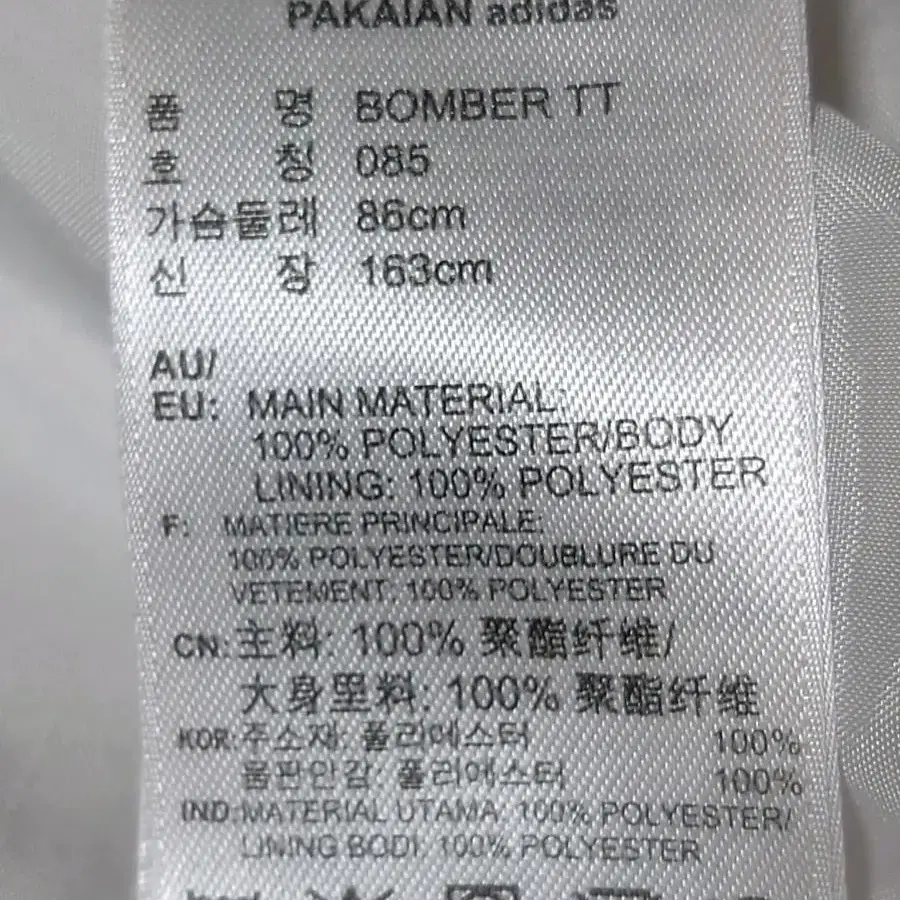 PAKAIAN adidas
품 명 BOMBER TT
호 칭 085
가슴둘레 86cm
신 장 163cm
AU/
EU: MAIN MATERIAL:
100% POLYESTER/BODY
LINING: 100% POLYESTER
F: MATIERE PRINCIPALE:
100% POLYESTER/DOUBLURE DU
VETEMENT: 100% POLYESTER
CN:主料: 100% 聚酯纤维/
大身里料: 100% 聚酯纤维
KOR:주소재: 폴리에스터 100%
몸판안감: 폴리에스터 100%
IND:MATERIAL UTAMA: 100% POLYESTER/
LINING BODI: 100% POLYESTER